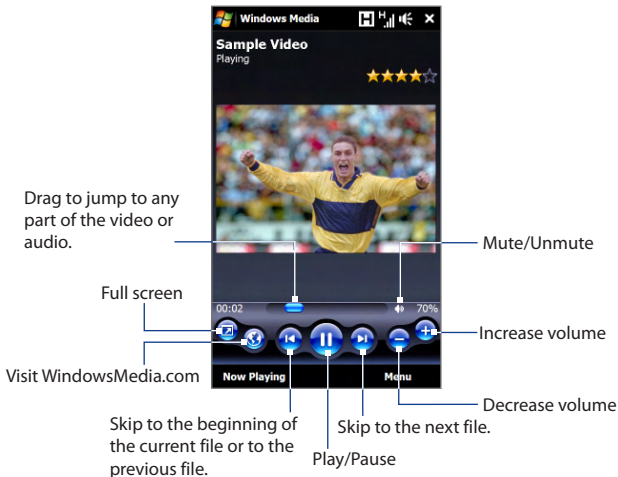 Windows Media
H
Sample Video
Playing
Drag to jump to any
part of the video or
audio.
Mute/Unmute
Full screen
00:02
70%
Increase volume
Visit WindowsMedia.com
Now Playing
Menu
Decrease volume
Skip to the beginning of
the current file or to the
previous file.
Skip to the next file.
Play/Pause